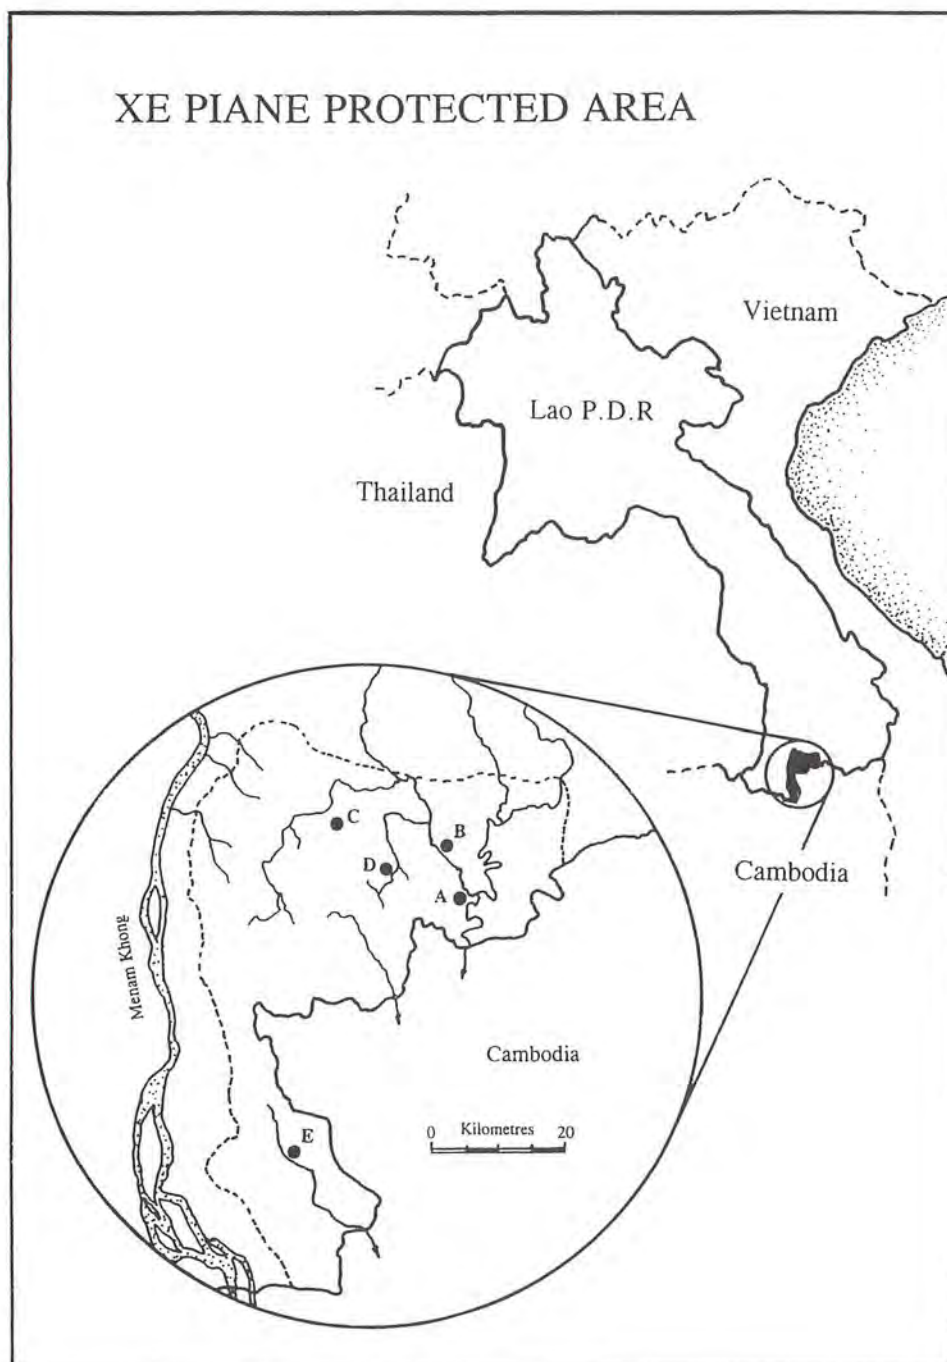 XE PIANE PROTECTED AREA
Vietnam
Lao P.D.R
Thailand
Cambodia
C
B
D
A
Menam Khong
Cambodia
Kilometres
0 20
E